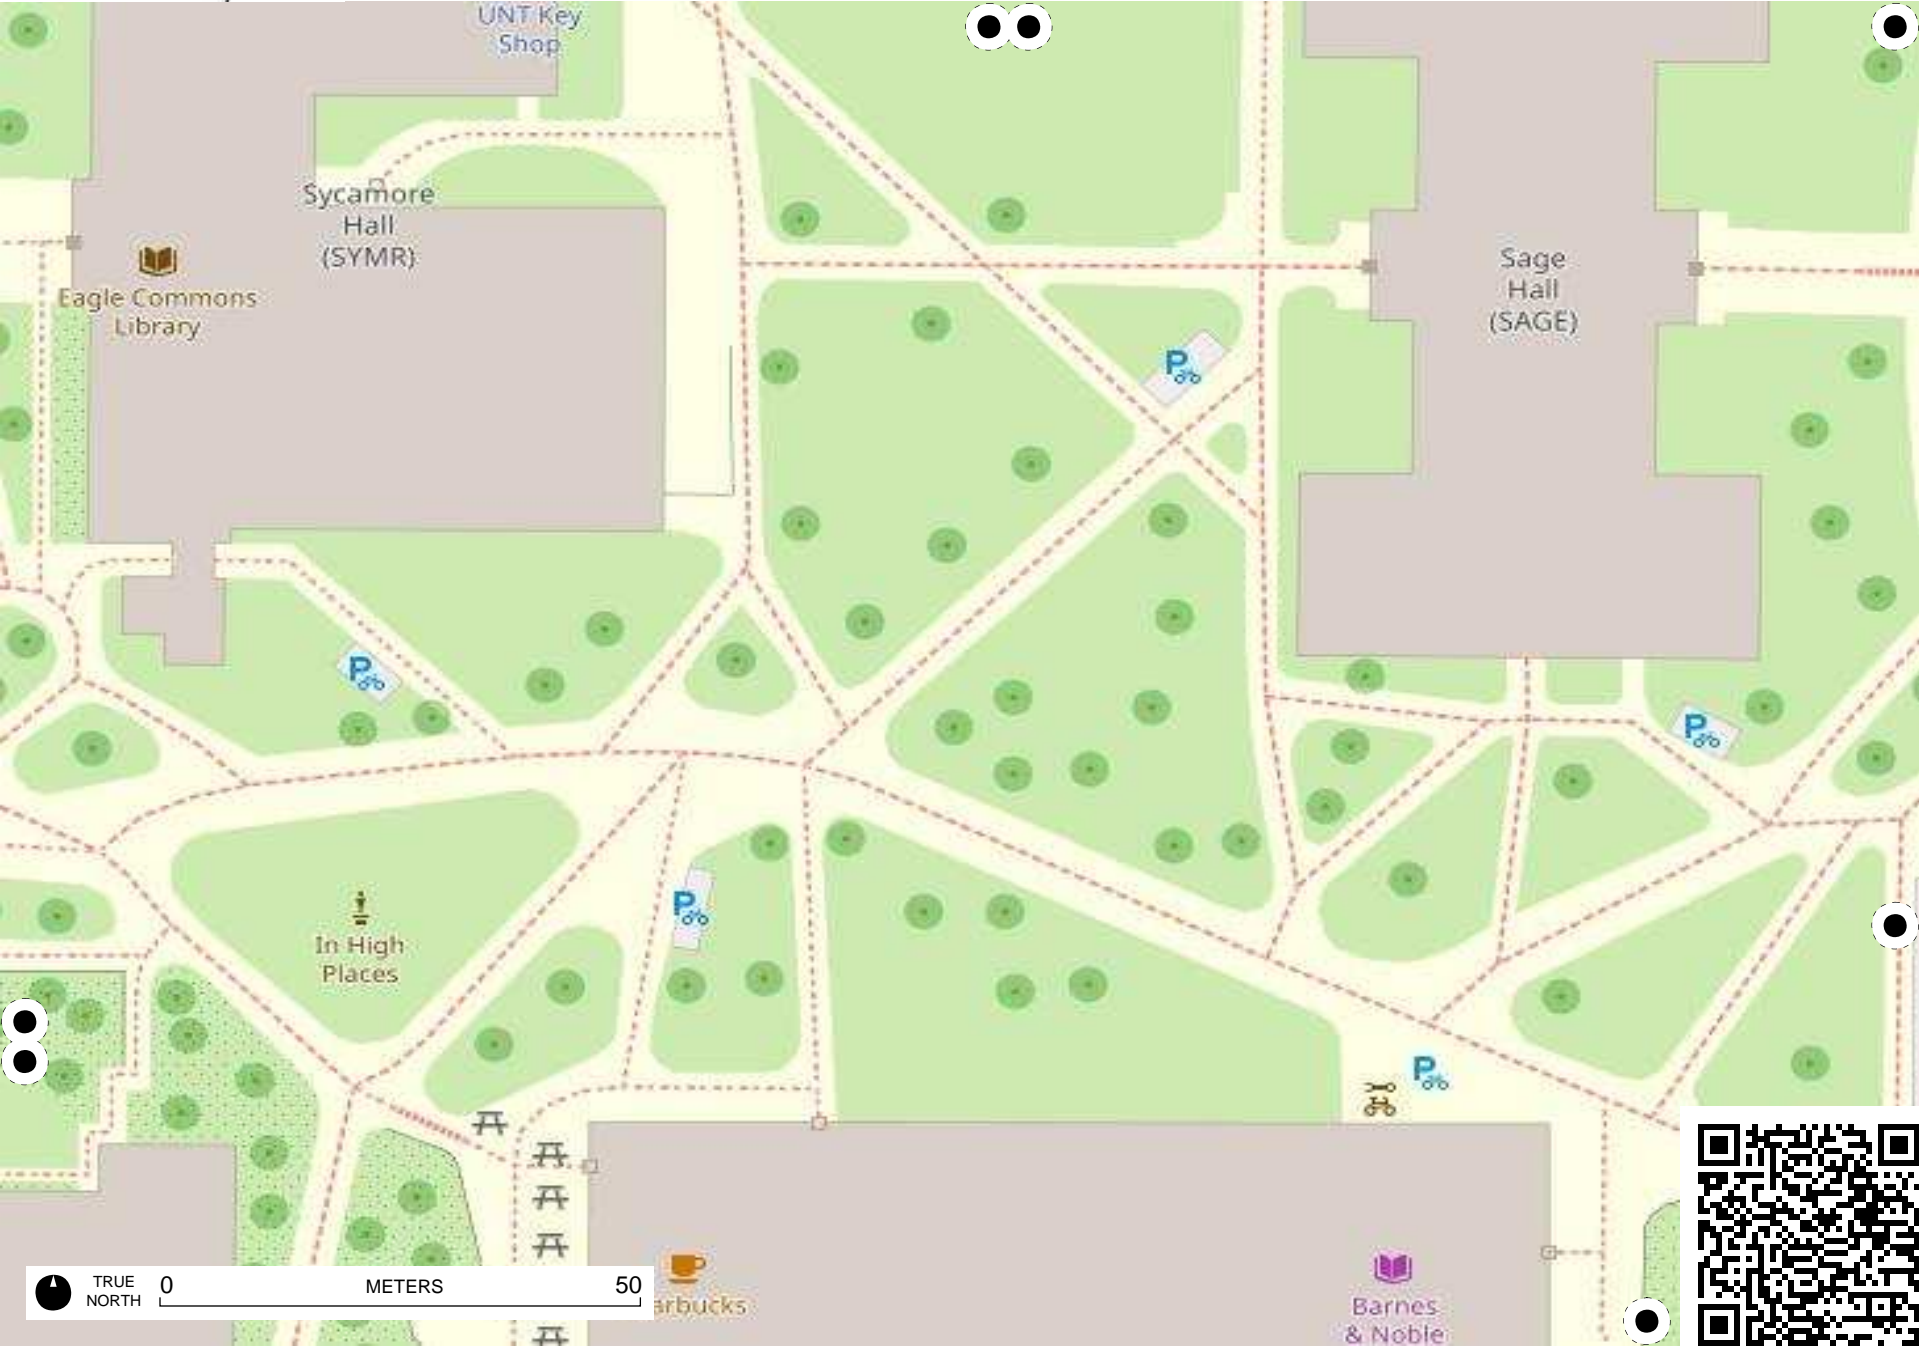 UNT Key
Shop
Sycamore
Hall
(SYMR)
Eagle Commons
Library
Sage
Hall
(SAGE)
P
P
P
P
P
In High
Places
TRUE
NORTH
0 METERS 50
arbucks
Barnes
& Noble